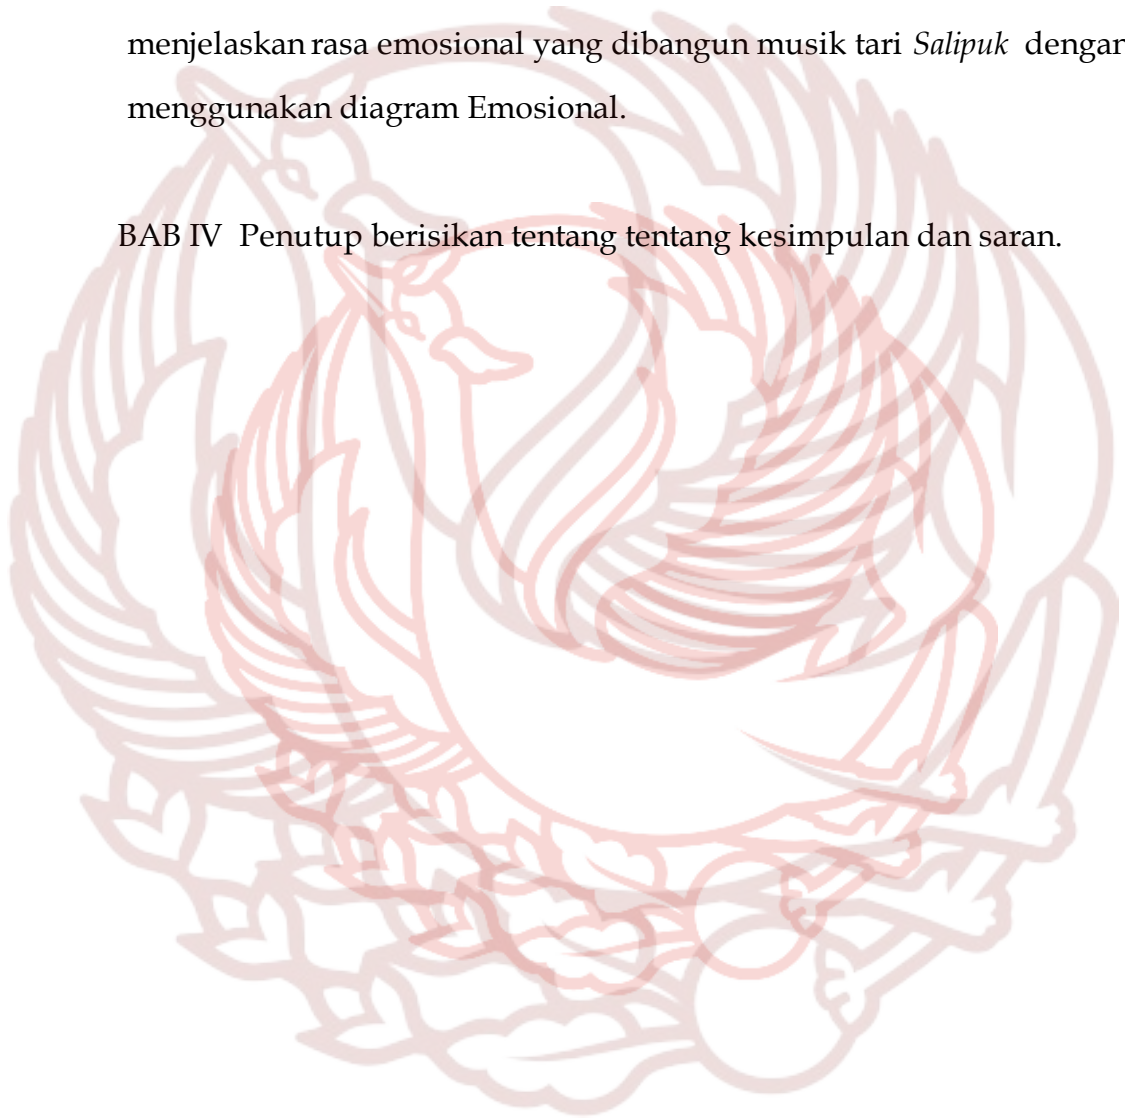 menjelaskan rasa emosional yang dibangun musik tari Salipuk dengan
menggunakan diagram Emosional.
BAB IV Penutup berisikan tentang tentang kesimpulan dan saran.